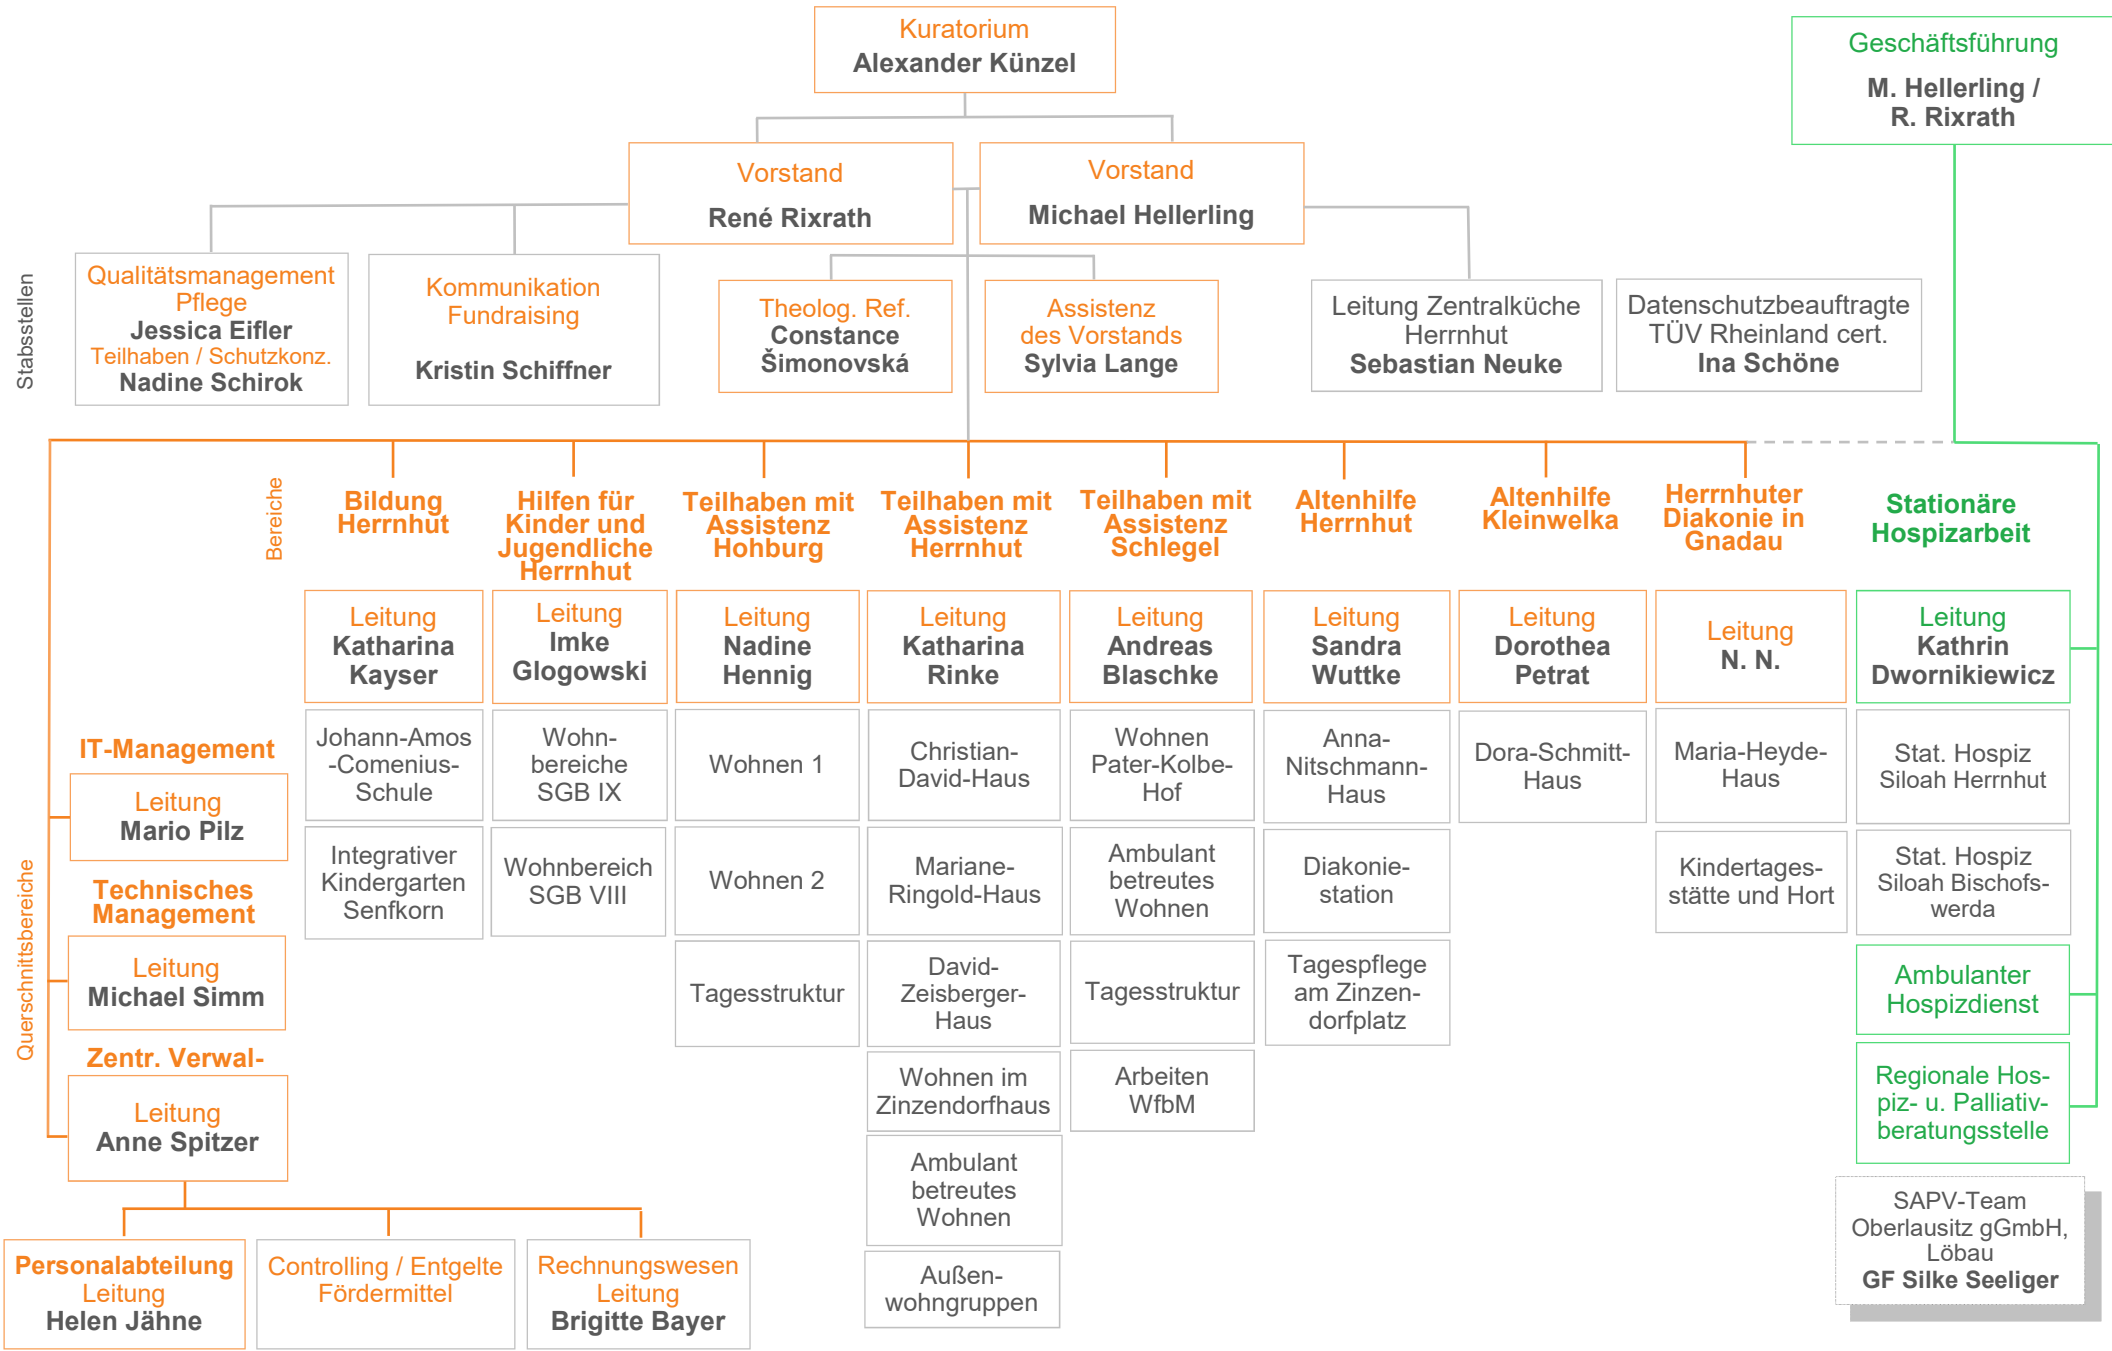 Kuratorium
Alexander Künzel
Geschäftsführung
M. Hellerling /
R. Rixrath
Vorstand
René Rixrath
Vorstand
Michael Hellerling
Stabsstellen
Qualitätsmanagement
Pflege
Jessica Eifler
Teilhaben / Schutzkonz.
Nadine Schirok
Kommunikation
Fundraising
Kristin Schiffner
Theolog. Ref.
Constance
Šimonovská
Assistenz
des Vorstands
Sylvia Lange
Leitung Zentralküche
Herrnhut
Sebastian Neuke
Datenschutzbeauftragte
TÜV Rheinland cert.
Ina Schöne
Bereiche
Bildung
Herrnhut
Hilfen für
Kinder und
Jugendliche
Herrnhut
Teilhaben mit
Assistenz
Hohburg
Teilhaben mit
Assistenz
Herrnhut
Teilhaben mit
Assistenz
Schlegel
Altenhilfe
Herrnhut
Altenhilfe
Kleinwelka
Herrnhuter
Diakonie in
Gnadau
Stationäre
Hospizarbeit
Leitung
Katharina
Kayser
Leitung
Imke
Glogowski
Leitung
Nadine
Hennig
Leitung
Katharina
Rinke
Leitung
Andreas
Blaschke
Leitung
Sandra
Wuttke
Leitung
Dorothea
Petrat
Leitung
N. N.
Leitung
Kathrin
Dwornikiewicz
Johann-Amos
-Comenius-
Schule
Wohn-
bereiche
SGB IX
Wohnen 1
Christian-
David-Haus
Wohnen
Pater-Kolbe-
Hof
Anna-
Nitschmann-
Haus
Dora-Schmitt-
Haus
Maria-Heyde-
Haus
Stat. Hospiz
Siloah Herrnhut
Integrativer
Kindergarten
Senfkorn
Wohnbereich
SGB VIII
Wohnen 2
Mariane-
Ringold-Haus
Ambulant
betreutes
Wohnen
Diakonie-
station
Kindertages-
stätte und Hort
Stat. Hospiz
Siloah Bischofs-
werda
Tagesstruktur
David-
Zeisberger-
Haus
Tagesstruktur
Tagespflege
am Zinzen-
dorfplatz
Ambulanter
Hospizdienst
Wohnen im
Zinzendorfhaus
Arbeiten
WfbM
Regionale Hos-
piz- u. Palliativ-
beratungsstelle
Ambulant
betreutes
Wohnen
Außen-
wohngruppen
SAPV-Team
Oberlausitz gGmbH,
Löbau
GF Silke Seeliger
Querschnittsbereiche
IT-Management
Leitung
Mario Pilz
Technisches
Management
Leitung
Michael Simm
Zentr. Verwal-
Leitung
Anne Spitzer
Personalabteilung
Leitung
Helen Jähne
Controlling / Entgelte
Fördermittel
Rechnungswesen
Leitung
Brigitte Bayer